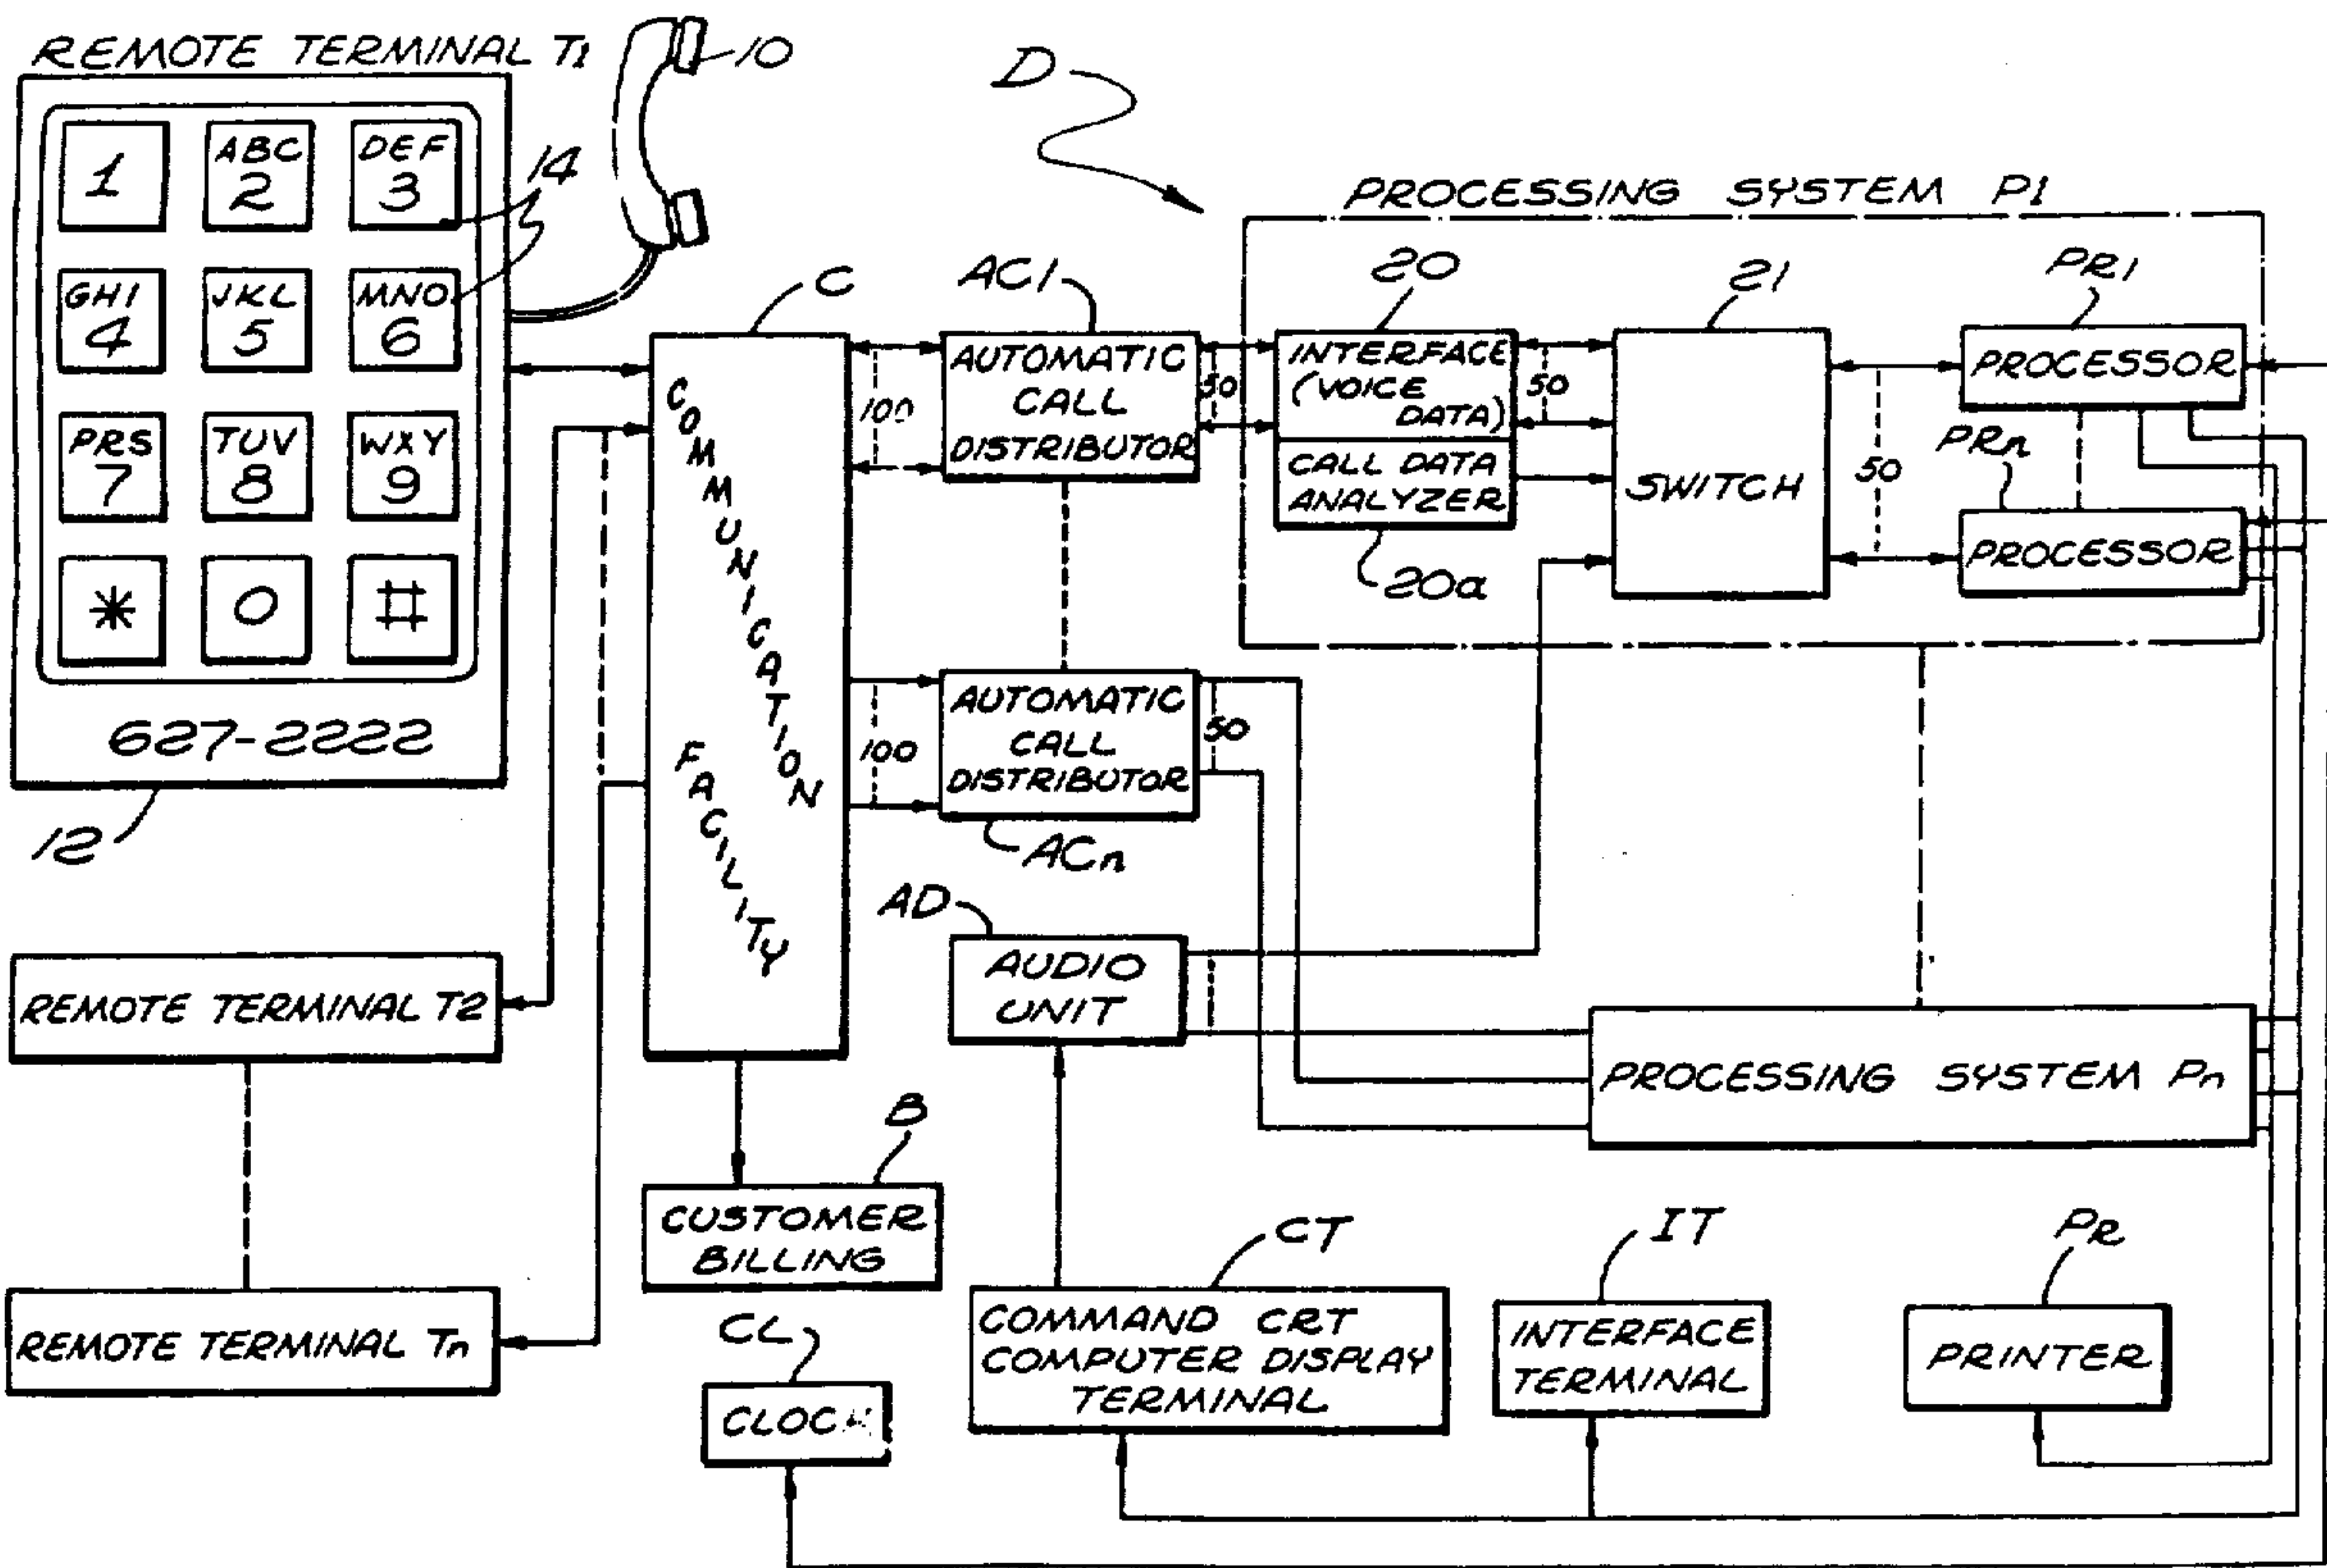 REMOTE TERMINAL T1
10
1
ABC
2
DEF
3
14
GHI
4
JKL
5
MNO
6
PRS
7
TUV
8
WXY
9
*
0
#
627-2222
12
REMOTE TERMINAL T2
REMOTE TERMINAL Tn
C
COMMUNICATION
FACILITY
100
100
B
CUSTOMER
BILLING
CL
CLOCK
D
AC1
AUTOMATIC
CALL
DISTRIBUTOR
50
AUTOMATIC
CALL
DISTRIBUTOR
50
ACn
AD
AUDIO
UNIT
PROCESSING SYSTEM P1
20
INTERFACE
(VOICE
DATA)
CALL DATA
ANALYZER
20a
50
21
SWITCH
50
PR1
PROCESSOR
PRn
PROCESSOR
PROCESSING SYSTEM Pn
CT
COMMAND CRT
COMPUTER DISPLAY
TERMINAL
IT
INTERFACE
TERMINAL
PR
PRINTER